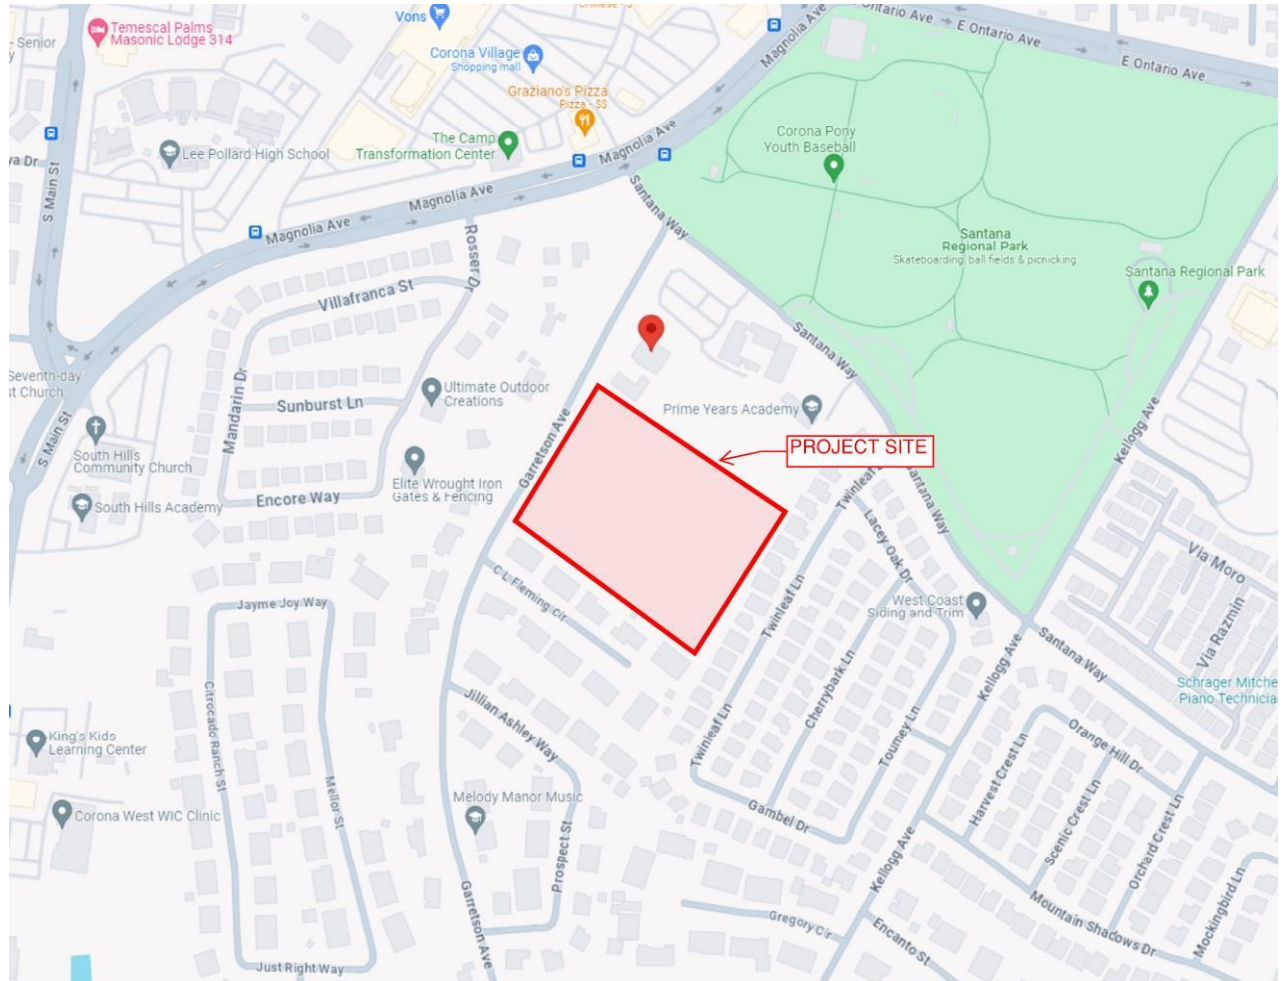 Temescal Palms
Masonic Lodge 314
Vons
Magnolia Ave
E Ontario Ave
E Ontario Ave
Senior
Corona Village
Shopping mall
Graziano's Pizza
Pizza - $$
Corona Pony
Youth Baseball
The Camp
Transformation Center
Lee Pollard High School
Magnolia Ave
S Main St
Magnolia Ave
Magnolia Ave
Santana Way
Rosser Dr
Santana
Regional Park
Skateboarding, ball fields & picnicking
Santana Regional Park
Villafranca St
Santana Way
Seventh-day
st Church
Mandarin Dr
Ultimate Outdoor
Creations
Sunburst Ln
Prime Years Academy
Kellogg Ave
S Main St
Garretson Ave
PROJECT SITE
South Hills
Community Church
Elite Wrought Iron
Gates & Fencing
Encore Way
South Hills Academy
Twinleaf
Santana Way
Lacey Oak Dr
Via Moro
C L Fleming Cir
Twinleaf Ln
West Coast
Siding and Trim
Jayme Joy Way
Via Razmin
Santana Way
Kellogg Ave
Schrager Mitche
Piano Technicia
Citrocado Ranch St
Jillian Ashley Way
Cherrybark Ln
Tourney Ln
Twinleaf Ln
Orange Hill Dr
King's Kids
Learning Center
Harvest Crest Ln
Mellor St
Melody Manor Music
Gambel Dr
Scenic Crest Ln
Orchard Crest Ln
Corona West WIC Clinic
Prospect St
Kellogg Ave
Garretson Ave
Gregory Cir
Encanto St
Mountain Shadows Dr
Mockingbird Ln
Just Right Way